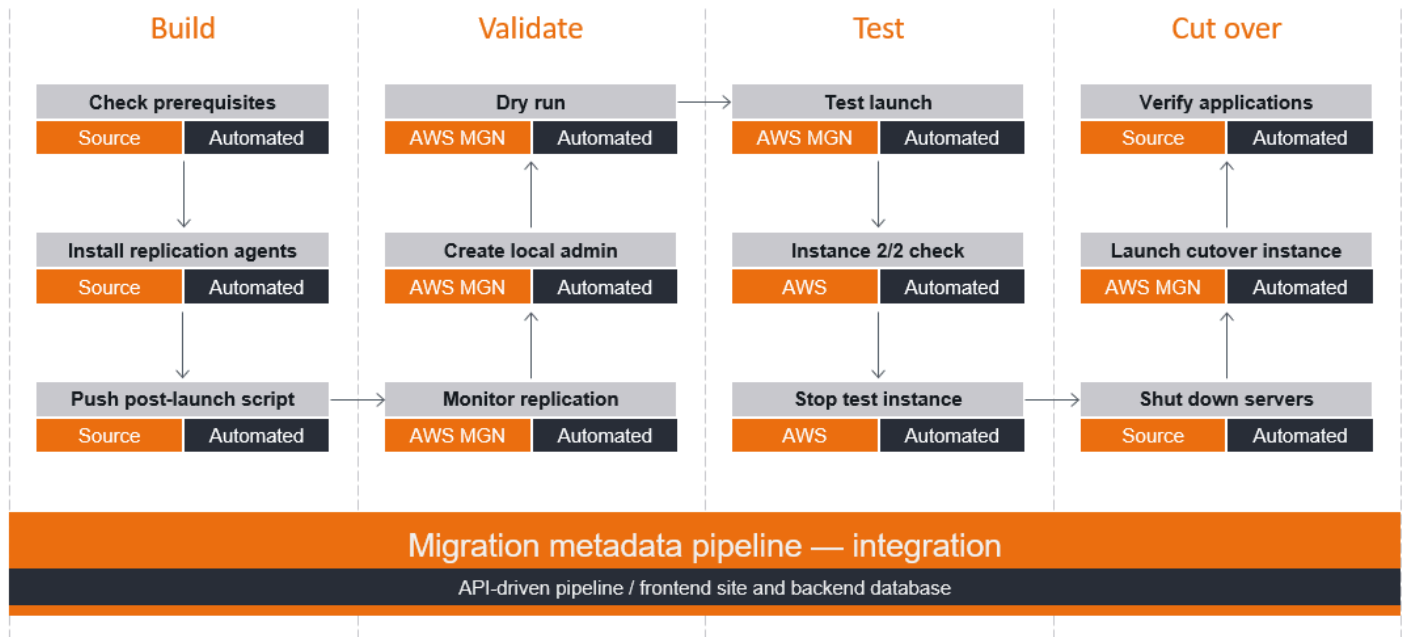 Build
Validate
Test
Cut over
Check prerequisites
Source
Automated
Dry run
AWS MGN
Automated
Test launch
AWS MGN
Automated
Verify applications
Source
Automated
Install replication agents
Source
Automated
Create local admin
AWS MGN
Automated
Instance 2/2 check
AWS
Automated
Launch cutover instance
AWS MGN
Automated
Push post-launch script
Source
Automated
Monitor replication
AWS MGN
Automated
Stop test instance
AWS
Automated
Shut down servers
Source
Automated
Migration metadata pipeline — integration
API-driven pipeline / frontend site and backend database